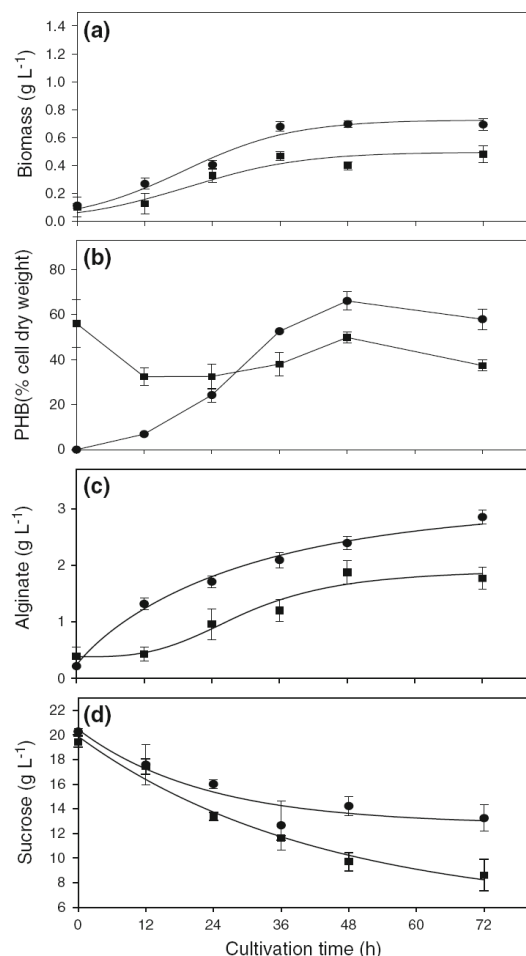 (a)
Biomass (g L⁻¹)
1.4
1.2
1.0
0.8
0.6
0.4
0.2
0.0
(b)
PHB(% cell dry weight)
80
60
40
20
0
(c)
Alginate (g L⁻¹)
3
2
1
0
(d)
Sucrose (g L⁻¹)
22
20
18
16
14
12
10
8
6
0 12 24 36 48 60 72
Cultivation time (h)